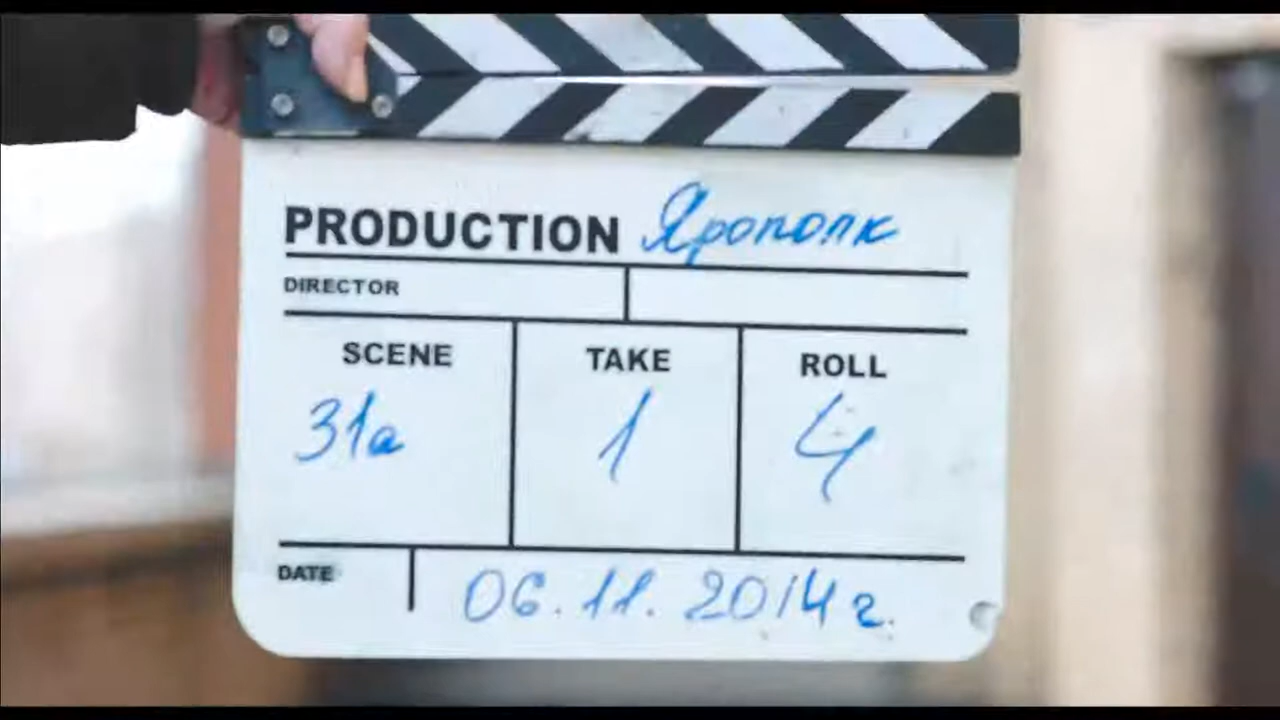 PRODUCTION Ярополк
DIRECTOR
SCENE TAKE ROLL
31а 1 4
DATE 06.11.2014г.